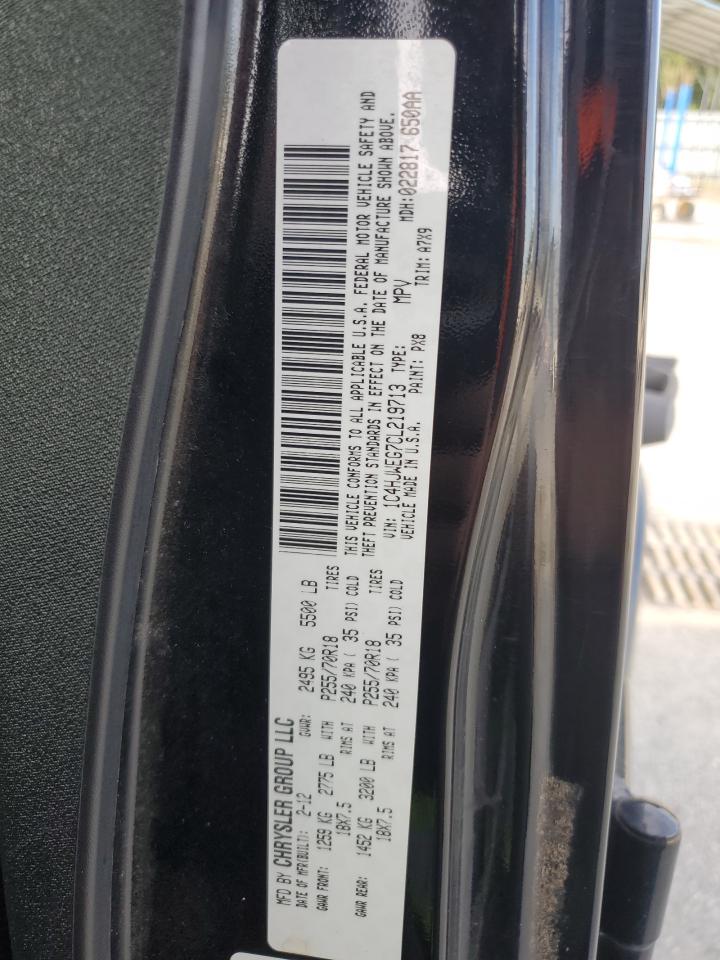 MFD BY CHRYSLER GROUP LLC
DATE OF MFR(BUILT): 2-12 GVWR: 2495 KG 5500 LB
GAWR FRONT: 1259 KG 2775 LB WITH P255/70R18 TIRES
18X7.5 RIMS AT 240 KPA ( 35 PSI) COLD
GAWR REAR: 1452 KG 3200 LB WITH P255/70R18 TIRES
18X7.5 RIMS AT 240 KPA ( 35 PSI) COLD
THIS VEHICLE CONFORMS TO ALL APPLICABLE U.S.A. FEDERAL MOTOR VEHICLE SAFETY AND
THEFT PREVENTION STANDARDS IN EFFECT ON THE DATE OF MANUFACTURE SHOWN ABOVE.
VIN: 1C4HJWEG7CL219713 TYPE: MPV MDH:022817 650AA
VEHICLE MADE IN U.S.A. PAINT: PX8 TRIM: A7X9